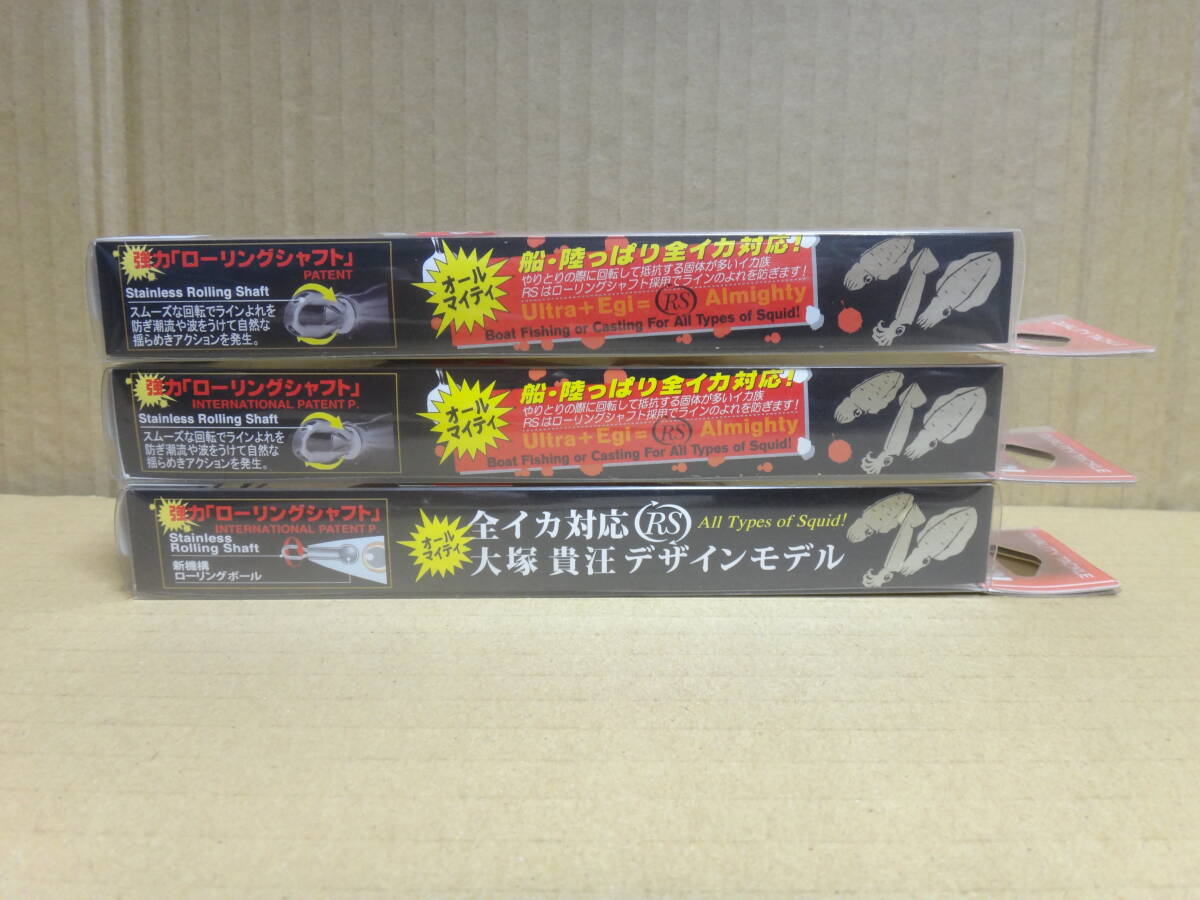 強力「ローリングシャフト」
PATENT
Stainless Rolling Shaft
スムーズな回転でラインよれを
防ぎ潮流や波をうけて自然な
揺らめきアクションを発生。
オール
マイティ
船・陸っぱり全イカ対応!
やりとりの際に回転して抵抗する固体が多いイカ族
RSはローリングシャフト採用でラインのよれを防ぎます!
Ultra+Egi=RS Almighty
Boat Fishing or Casting For All Types of Squid!
強力「ローリングシャフト」
INTERNATIONAL PATENT P.
Stainless Rolling Shaft
スムーズな回転でラインよれを
防ぎ潮流や波をうけて自然な
揺らめきアクションを発生。
オール
マイティ
船・陸っぱり全イカ対応!
やりとりの際に回転して抵抗する固体が多いイカ族
RSはローリングシャフト採用でラインのよれを防ぎます!
Ultra+Egi=RS Almighty
Boat Fishing or Casting For All Types of Squid!
強力「ローリングシャフト」
INTERNATIONAL PATENT P.
Stainless
Rolling Shaft
新機構
ローリングボール
オール
マイティ
全イカ対応 RS All Types of Squid!
大塚 貴汪 デザインモデル